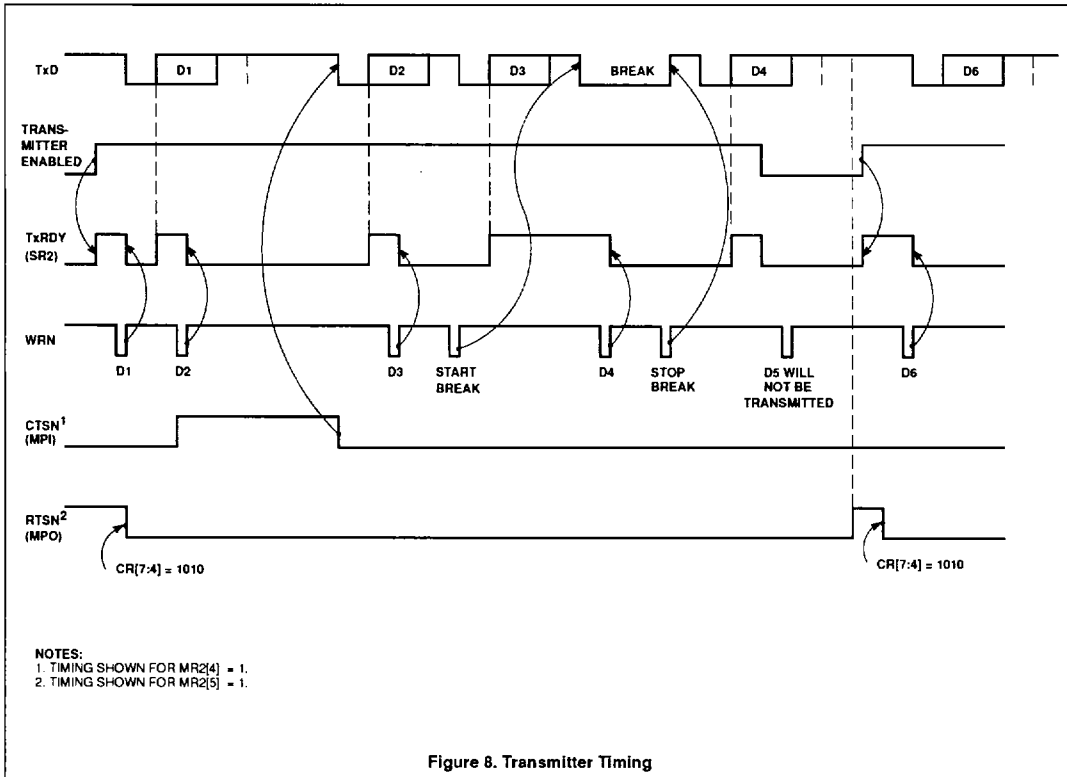 TxD
D1
D2
D3
BREAK
D4
D6
TRANS-
MITTER
ENABLED
TxRDY
(SR2)
WRN
D1
D2
D3
START
BREAK
D4
STOP
BREAK
D5 WILL
NOT BE
TRANSMITTED
D6
CTSN1
(MPI)
RTSN2
(MPO)
CR[7:4] = 1010
CR[7:4] = 1010
NOTES:
1. TIMING SHOWN FOR MR2[4] = 1.
2. TIMING SHOWN FOR MR2[5] = 1.
Figure 8. Transmitter Timing